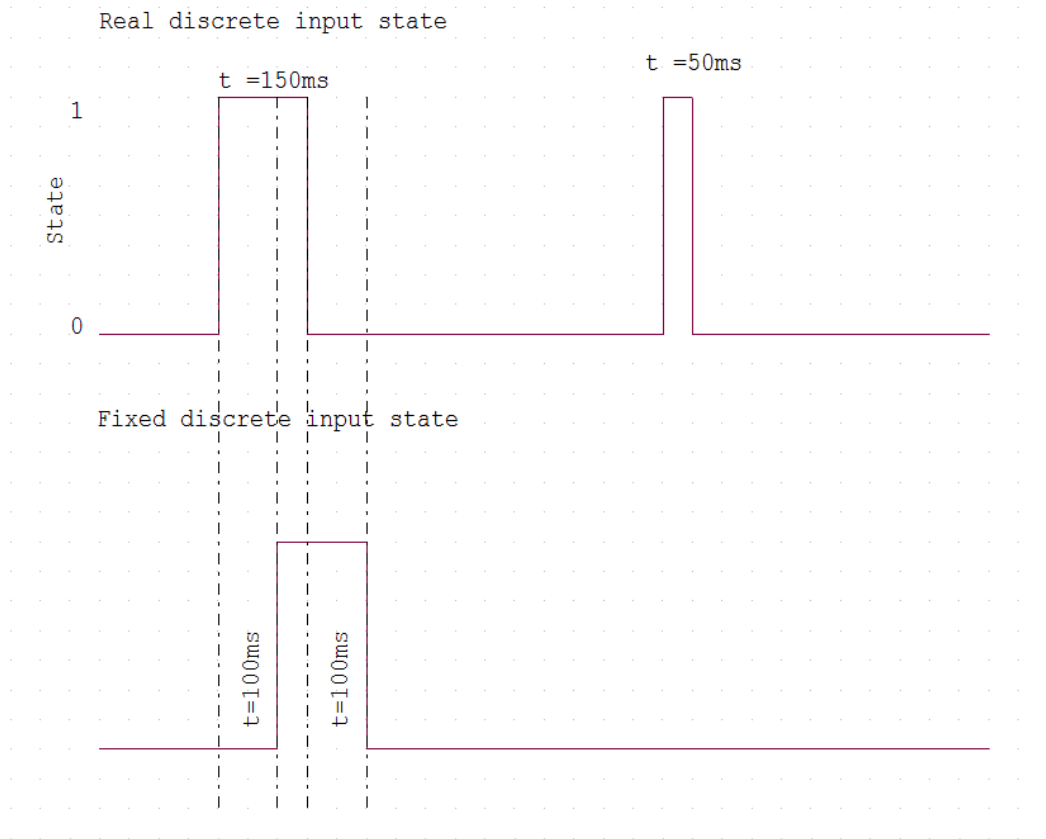 Real discrete input state
t =50ms
t =150ms
1
State
0
Fixed discrete input state
t=100ms
t=100ms